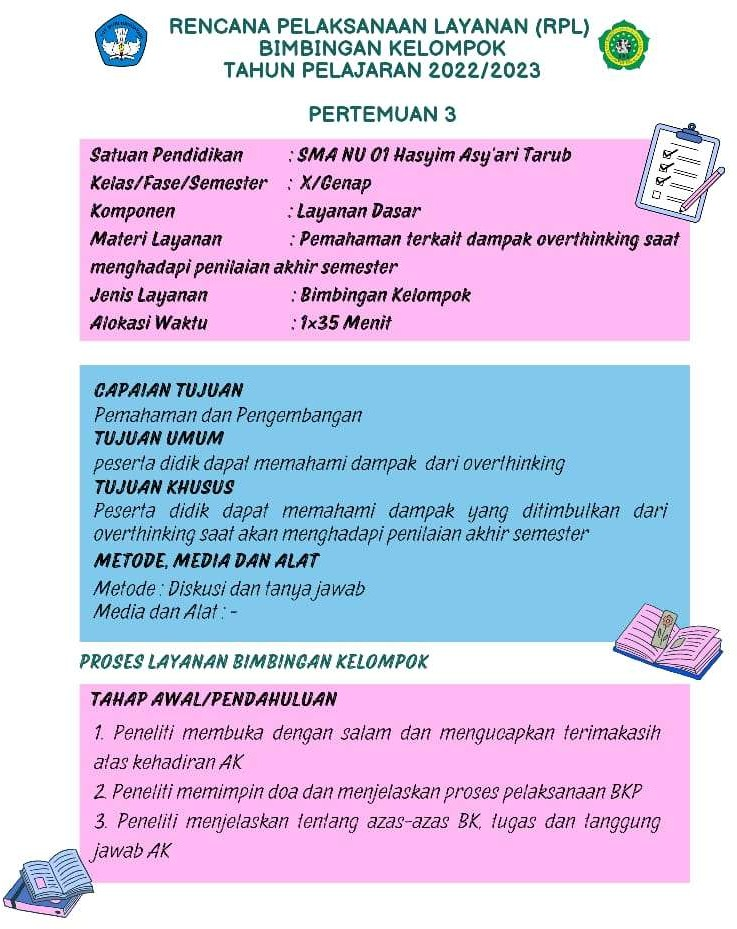 RENCANA PELAKSANAAN LAYANAN (RPL)
BIMBINGAN KELOMPOK
TAHUN PELAJARAN 2022/2023
PERTEMUAN 3
Satuan Pendidikan : SMA NU 01 Hasyim Asy'ari Tarub
Kelas/Fase/Semester : X/Genap
Komponen : Layanan Dasar
Materi Layanan : Pemahaman terkait dampak overthinking saat
menghadapi penilaian akhir semester
Jenis Layanan : Bimbingan Kelompok
Alokasi Waktu : 1×35 Menit
CAPAIAN TUJUAN
Pemahaman dan Pengembangan
TUJUAN UMUM
peserta didik dapat memahami dampak dari overthinking
TUJUAN KHUSUS
Peserta didik dapat memahami dampak yang ditimbulkan dari
overthinking saat akan menghadapi penilaian akhir semester
METODE, MEDIA DAN ALAT
Metode : Diskusi dan tanya jawab
Media dan Alat : -
PROSES LAYANAN BIMBINGAN KELOMPOK
TAHAP AWAL/PENDAHULUAN
1. Peneliti membuka dengan salam dan mengucapkan terimakasih
atas kehadiran AK
2. Peneliti memimpin doa dan menjelaskan proses pelaksanaan BKP
3. Peneliti menjelaskan tentang azas-azas BK, tugas dan tanggung
jawab AK